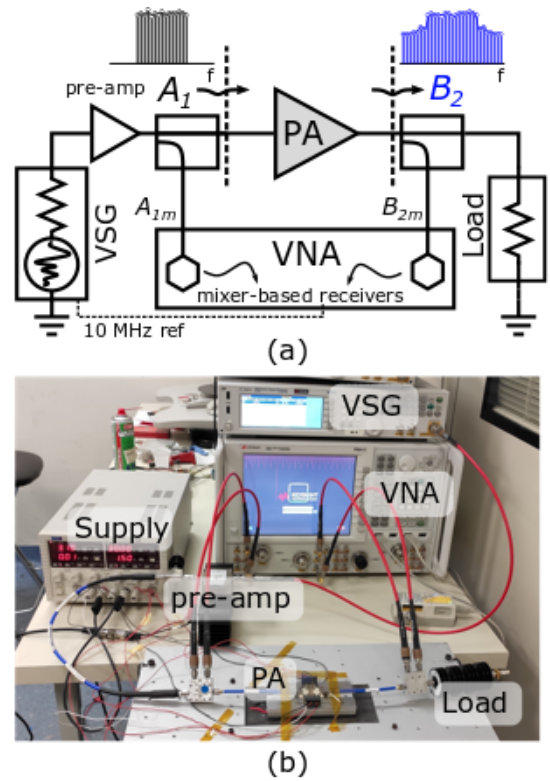 f
f
pre-amp
A1
B2
PA
A1m
B2m
VSG
VNA
Load
mixer-based receivers
10 MHz ref
(a)
VSG
VNA
Supply
pre-amp
PA
Load
(b)